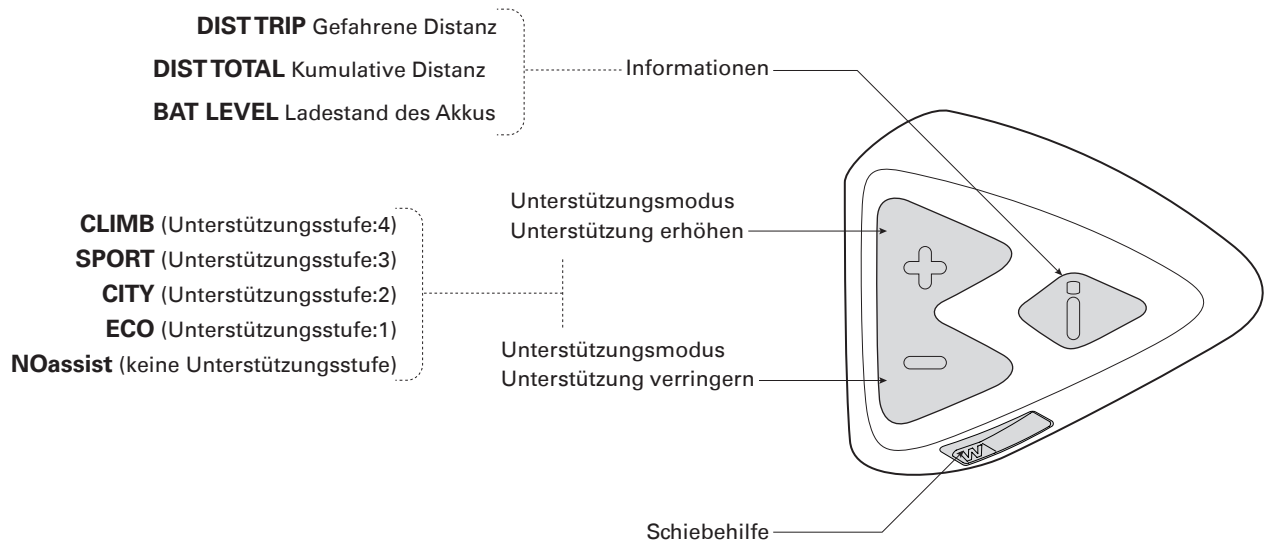 DIST TRIP Gefahrene Distanz
DIST TOTAL Kumulative Distanz
BAT LEVEL Ladestand des Akkus
Informationen
Unterstützungsmodus
Unterstützung erhöhen
CLIMB (Unterstützungsstufe:4)
SPORT (Unterstützungsstufe:3)
CITY (Unterstützungsstufe:2)
ECO (Unterstützungsstufe:1)
NOassist (keine Unterstützungsstufe)
Unterstützungsmodus
Unterstützung verringern
+
i
−
W
Schiebehilfe